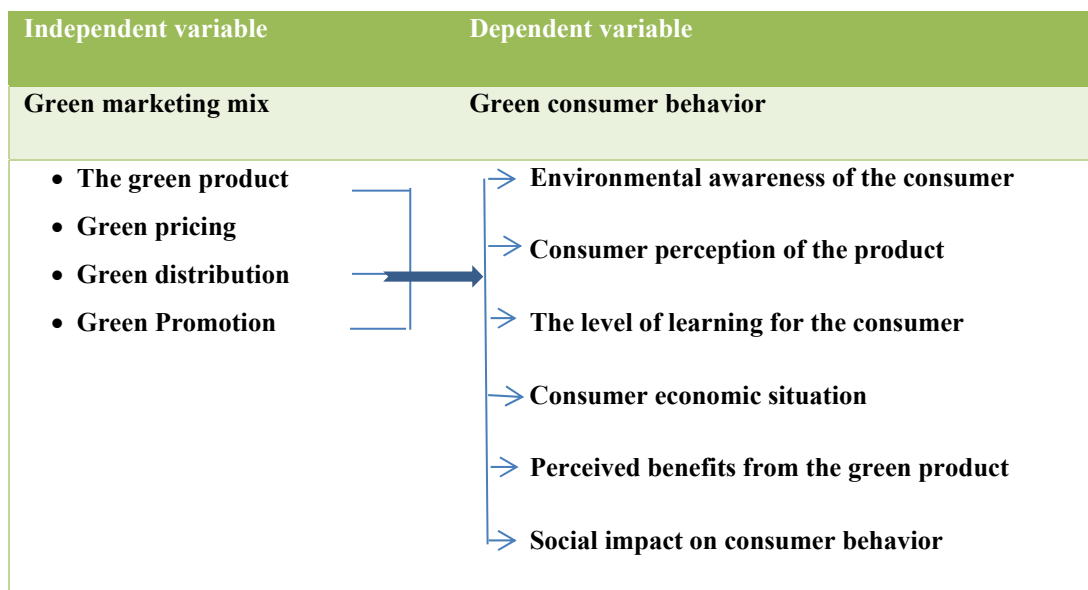 Independent variable
Dependent variable
Green marketing mix
Green consumer behavior
• The green product
• Green pricing
• Green distribution
• Green Promotion
Environmental awareness of the consumer
Consumer perception of the product
The level of learning for the consumer
Consumer economic situation
Perceived benefits from the green product
Social impact on consumer behavior